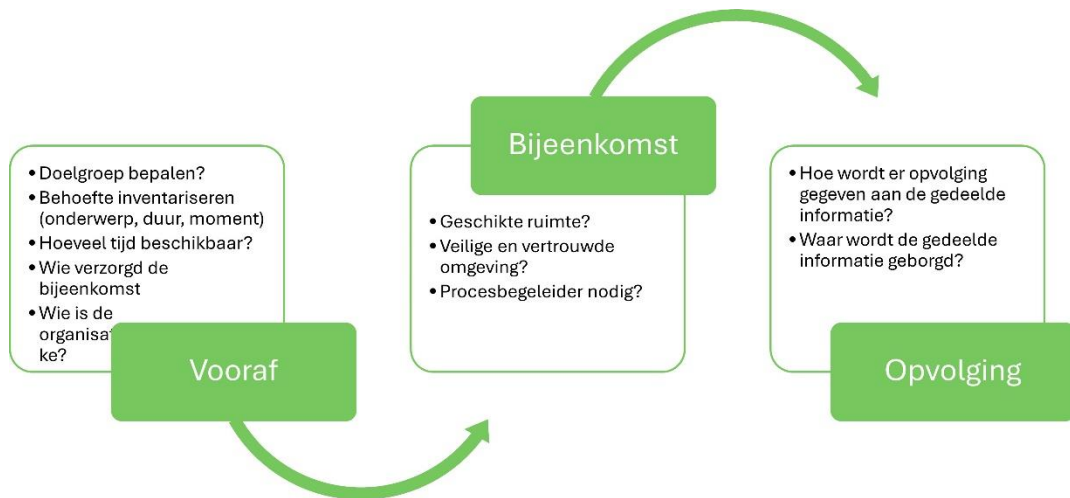 • Doelgroep bepalen?
• Behoefte inventariseren
(onderwerp, duur, moment)
• Hoeveel tijd beschikbaar?
• Wie verzorgd de
bijeenkomst
• Wie is de
ke?
Vooraf
Bijeenkomst
• Geschikte ruimte?
• Veilige en vertrouwde
omgeving?
• Procesbegeleider nodig?
• Hoe wordt er opvolging
gegeven aan de gedeelde
informatie?
• Waar wordt de gedeelde
informatie geborgd?
Opvolging